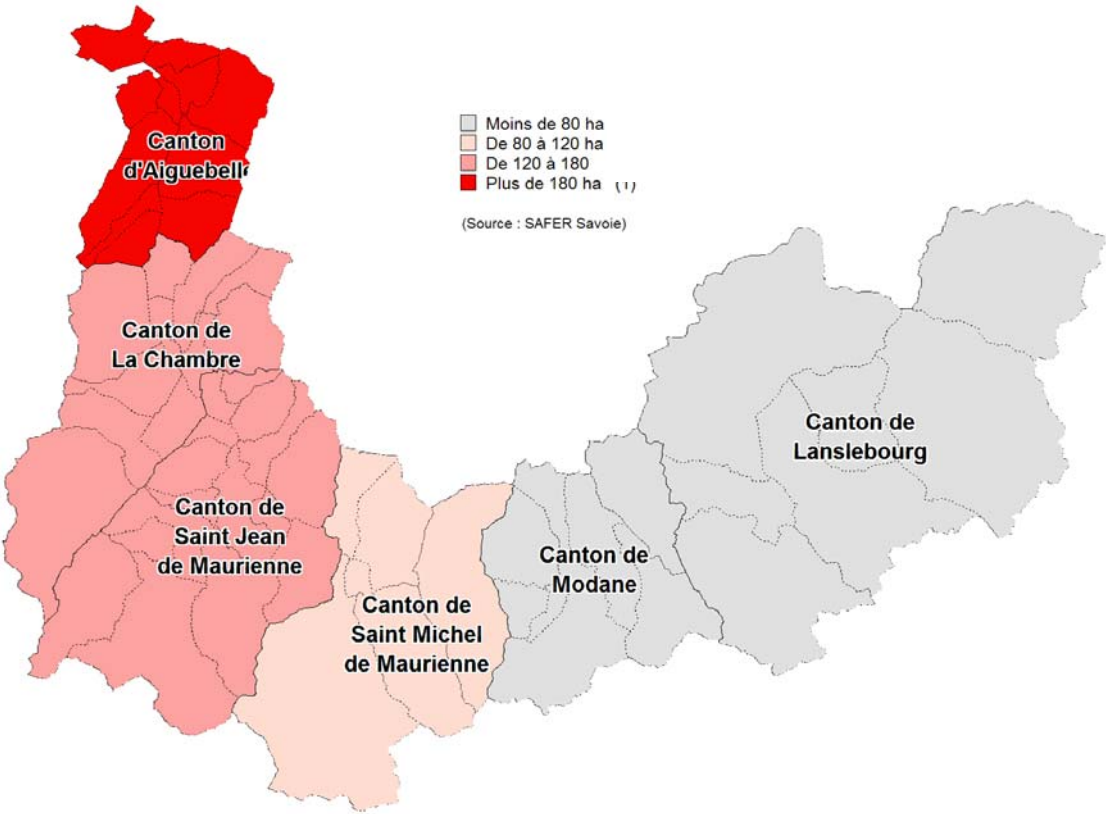 Canton
d'Aiguebelle
Moins de 80 ha
De 80 à 120 ha
De 120 à 180
Plus de 180 ha (1)
(Source : SAFER Savoie)
Canton de
La Chambre
Canton de
Lanslebourg
Canton de
Saint Jean
de Maurienne
Canton de
Modane
Canton de
Saint Michel
de Maurienne